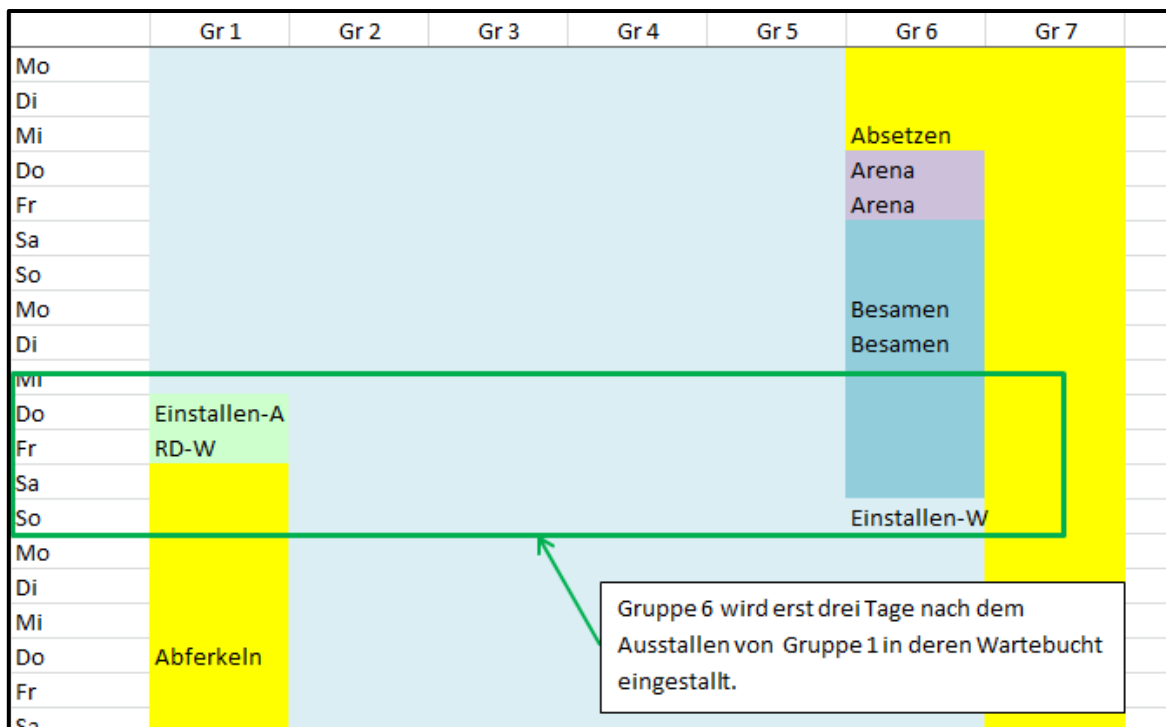 Gr 1 Gr 2 Gr 3 Gr 4 Gr 5 Gr 6 Gr 7
Mo
Di
Mi Absetzen
Do Arena
Fr Arena
Sa
So
Mo Besamen
Di Besamen
Mi
Do Einstallen-A
Fr RD-W
Sa
So Einstallen-W
Mo
Di
Mi
Do Abferkeln
Fr
Sa
Gruppe 6 wird erst drei Tage nach dem
Ausstallen von Gruppe 1 in deren Wartebucht
eingestallt.